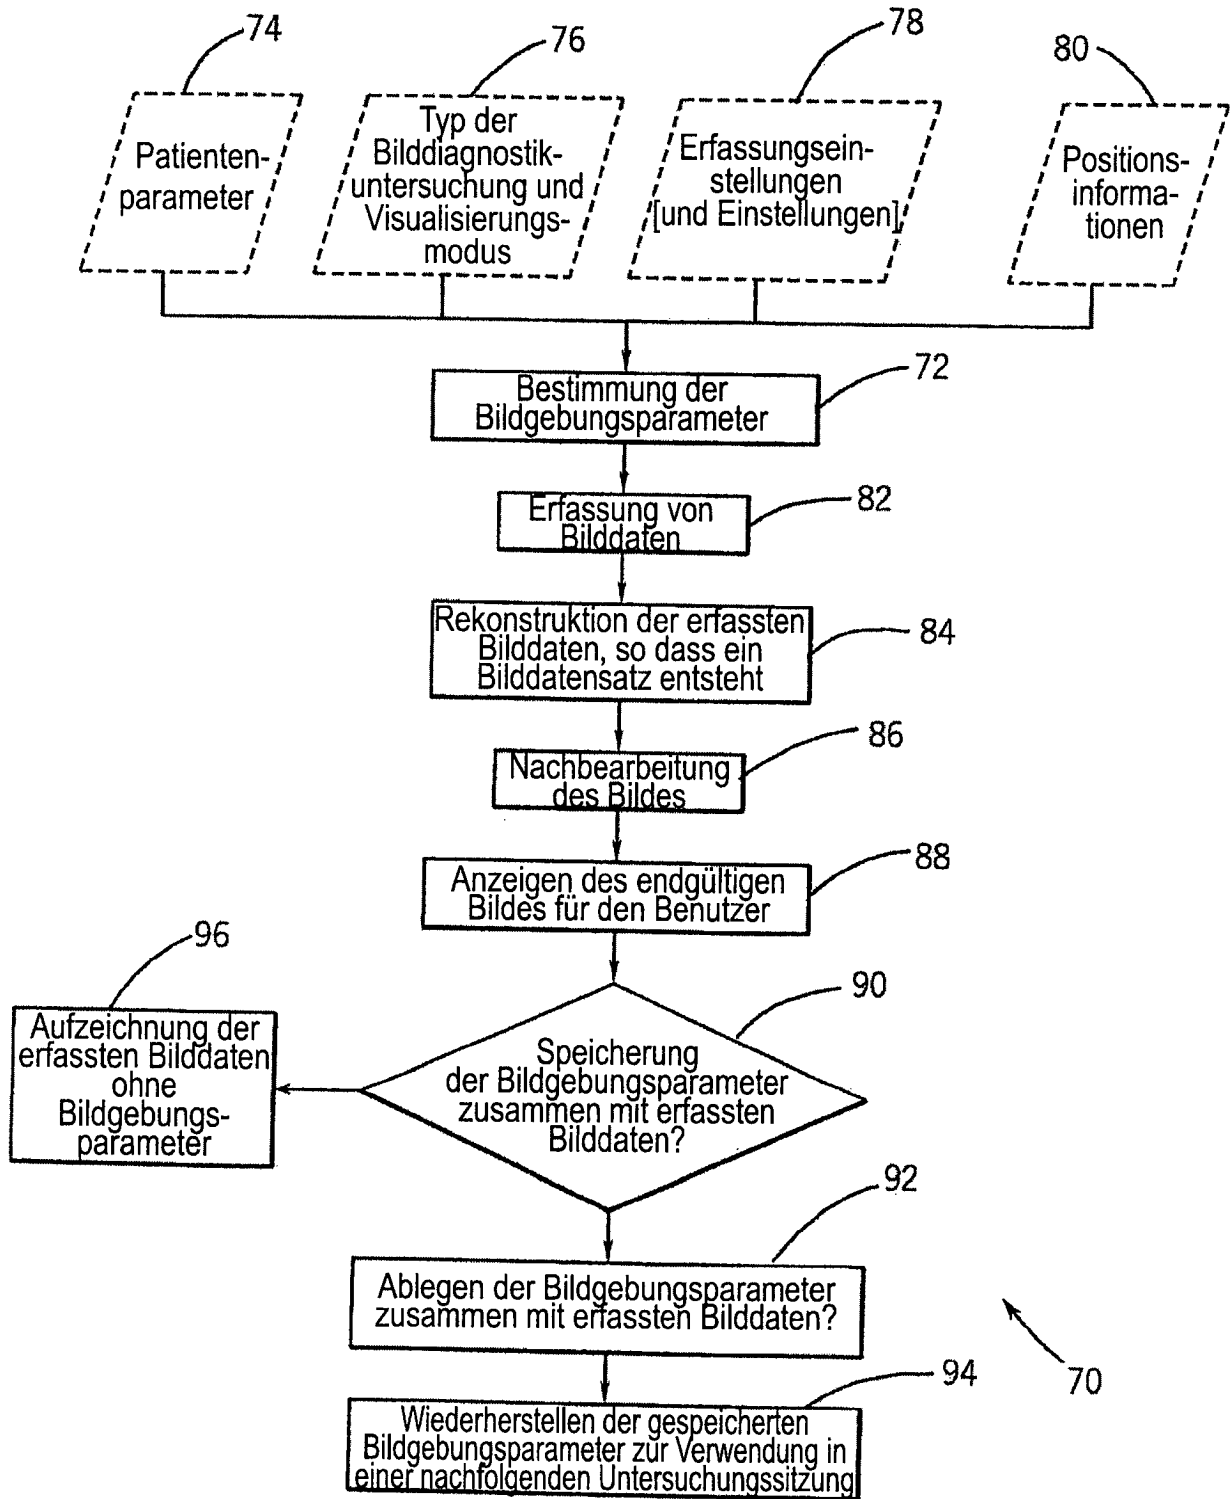 74
76
78
80
Patienten-
parameter
Typ der
Bilddiagnostik-
untersuchung und
Visualisierungs-
modus
Erfassungsein-
stellungen
[und Einstellungen]
Positions-
informa-
tionen
72
Bestimmung der
Bildgebungsparameter
82
Erfassung von
Bilddaten
84
Rekonstruktion der erfassten
Bilddaten, so dass ein
Bilddatensatz entsteht
86
Nachbearbeitung
des Bildes
88
Anzeigen des endgültigen
Bildes für den Benutzer
96
90
Aufzeichnung der
erfassten Bilddaten
ohne
Bildgebungs-
parameter
Speicherung
der Bildgebungsparameter
zusammen mit erfassten
Bilddaten?
92
Ablegen der Bildgebungsparameter
zusammen mit erfassten Bilddaten?
70
94
Wiederherstellen der gespeicherten
Bildgebungsparameter zur Verwendung in
einer nachfolgenden Untersuchungssitzung